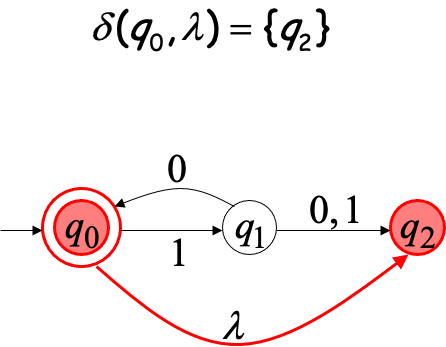 δ(q₀, λ) = {q₂}
0
q₀
1
q₁
0, 1
q₂
λ